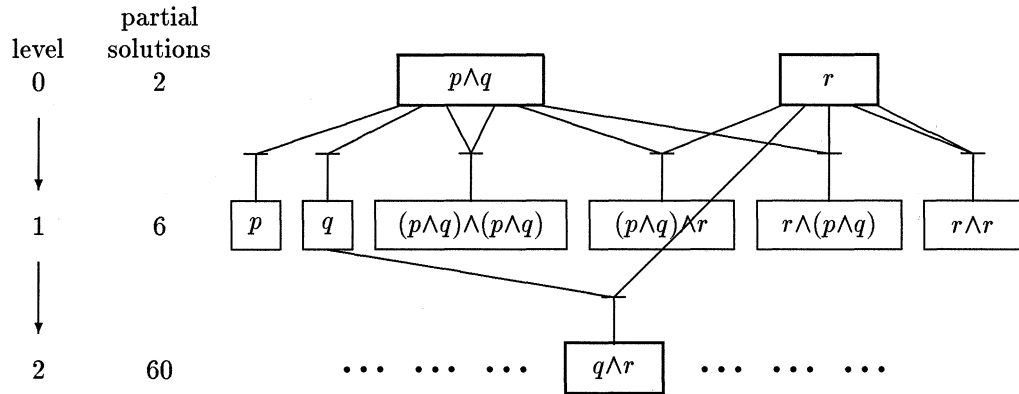 partial
level solutions
0 2 p∧q r
1 6 p q (p∧q)∧(p∧q) (p∧q)∧r r∧(p∧q) r∧r
2 60 ••• ••• ••• q∧r ••• ••• •••